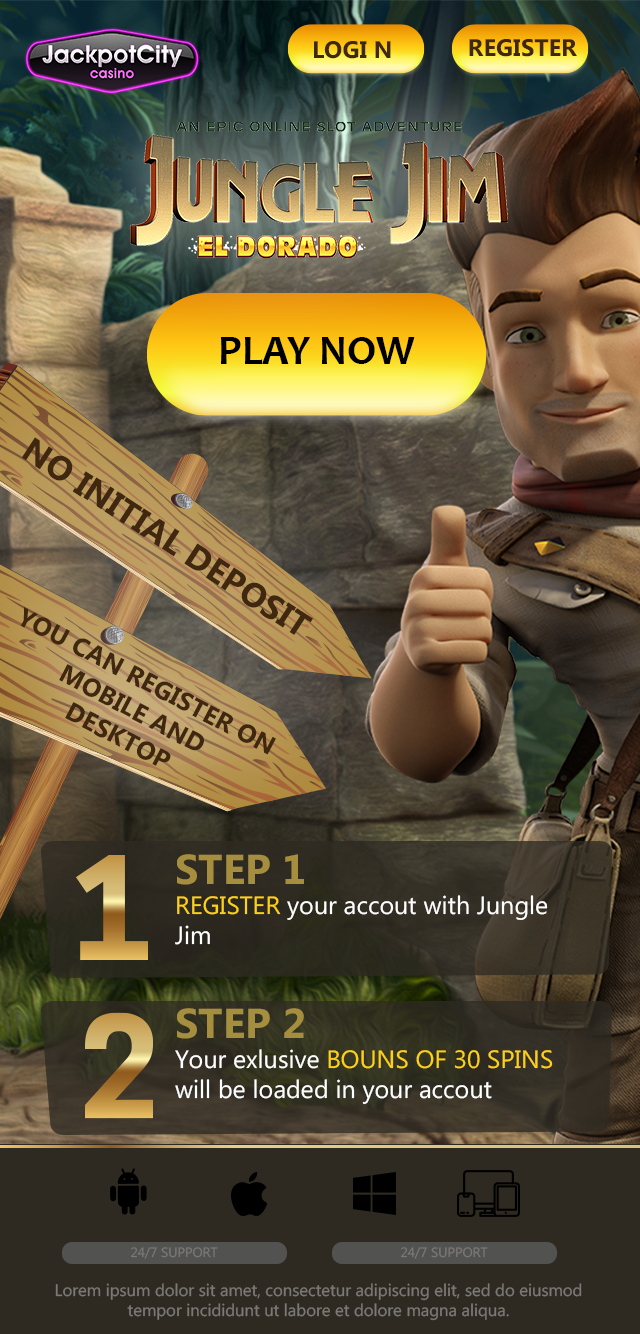 JackpotCity
casino
LOGI N
REGISTER
AN EPIC ONLINE SLOT ADVENTURE
JUNGLE JIM
EL DORADO
PLAY NOW
NO INITIAL DEPOSIT
YOU CAN REGISTER ON
MOBILE AND
DESKTOP
1
STEP 1
REGISTER your accout with Jungle
Jim
2
STEP 2
Your exlusive BOUNS OF 30 SPINS
will be loaded in your accout
24/7 SUPPORT
24/7 SUPPORT
Lorem ipsum dolor sit amet, consectetur adipiscing elit, sed do eiusmod
tempor incididunt ut labore et dolore magna aliqua.